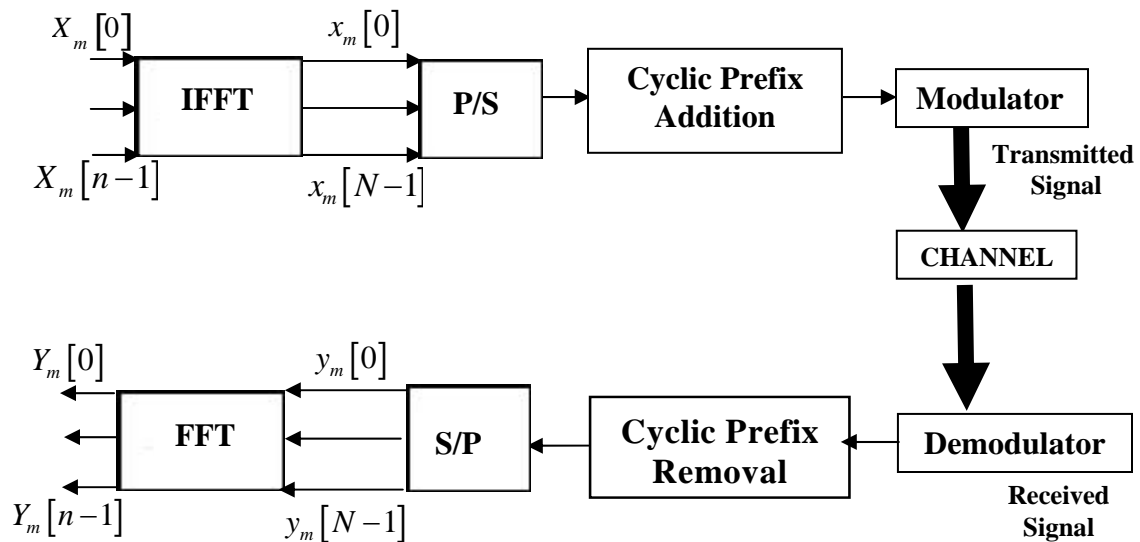 X_m[0]
x_m[0]
IFFT
P/S
Cyclic Prefix
Addition
Modulator
X_m[n-1]
x_m[N-1]
Transmitted
Signal
CHANNEL
Y_m[0]
y_m[0]
FFT
S/P
Cyclic Prefix
Removal
Demodulator
Y_m[n-1]
y_m[N-1]
Received
Signal